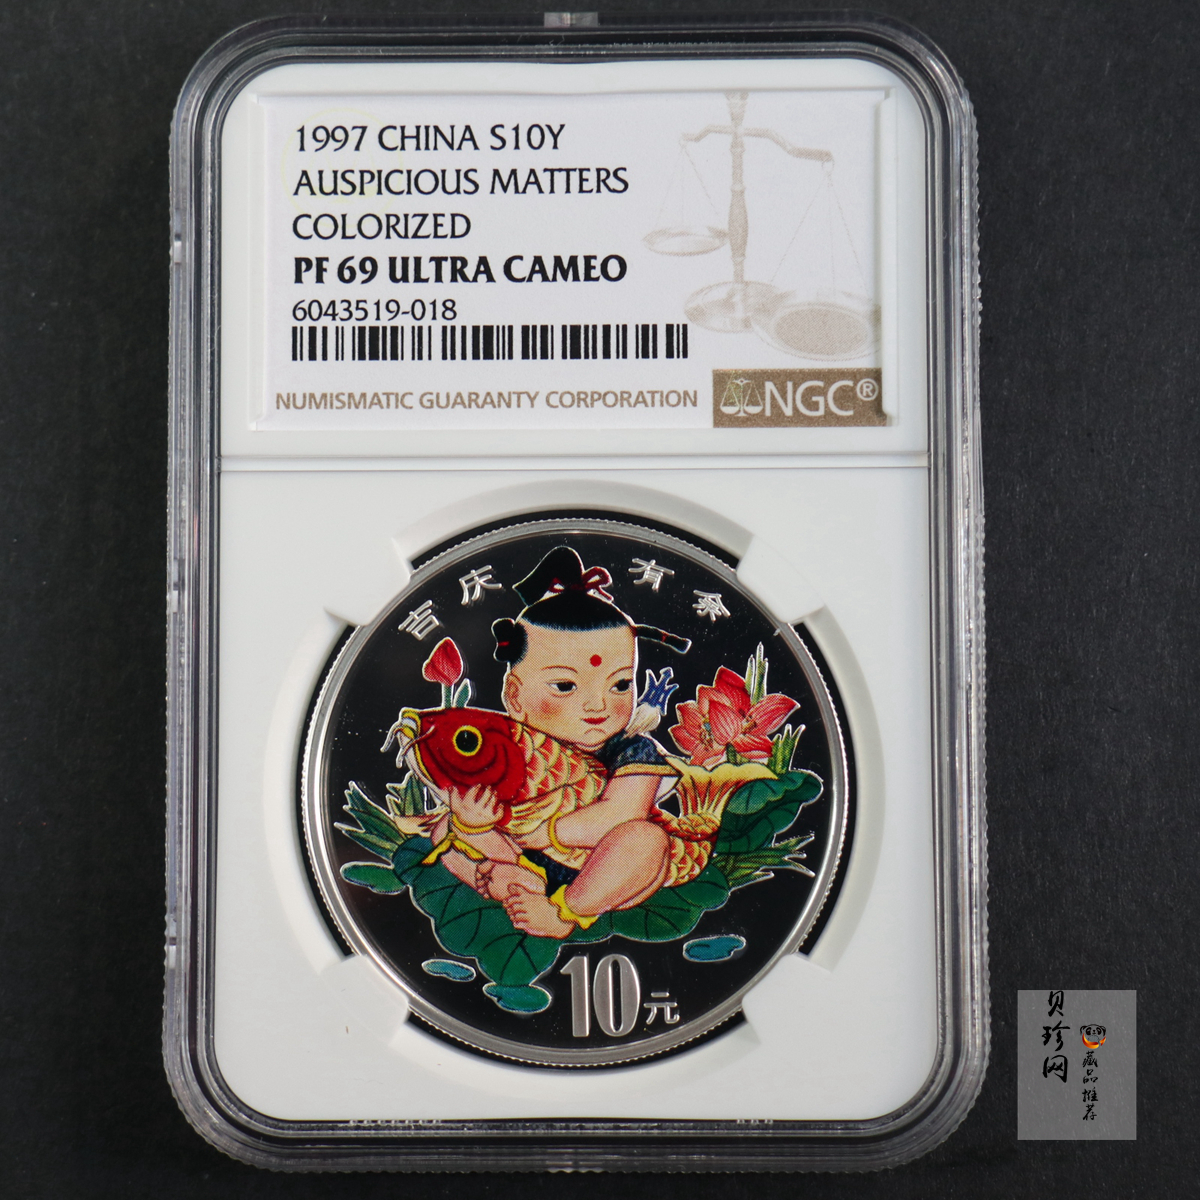 1997 CHINA S10Y
AUSPICIOUS MATTERS
COLORIZED
PF 69 ULTRA CAMEO
6043519-018
NUMISMATIC GUARANTY CORPORATION
NGC®
吉庆有余
10元
贝珍网
藏品推荐